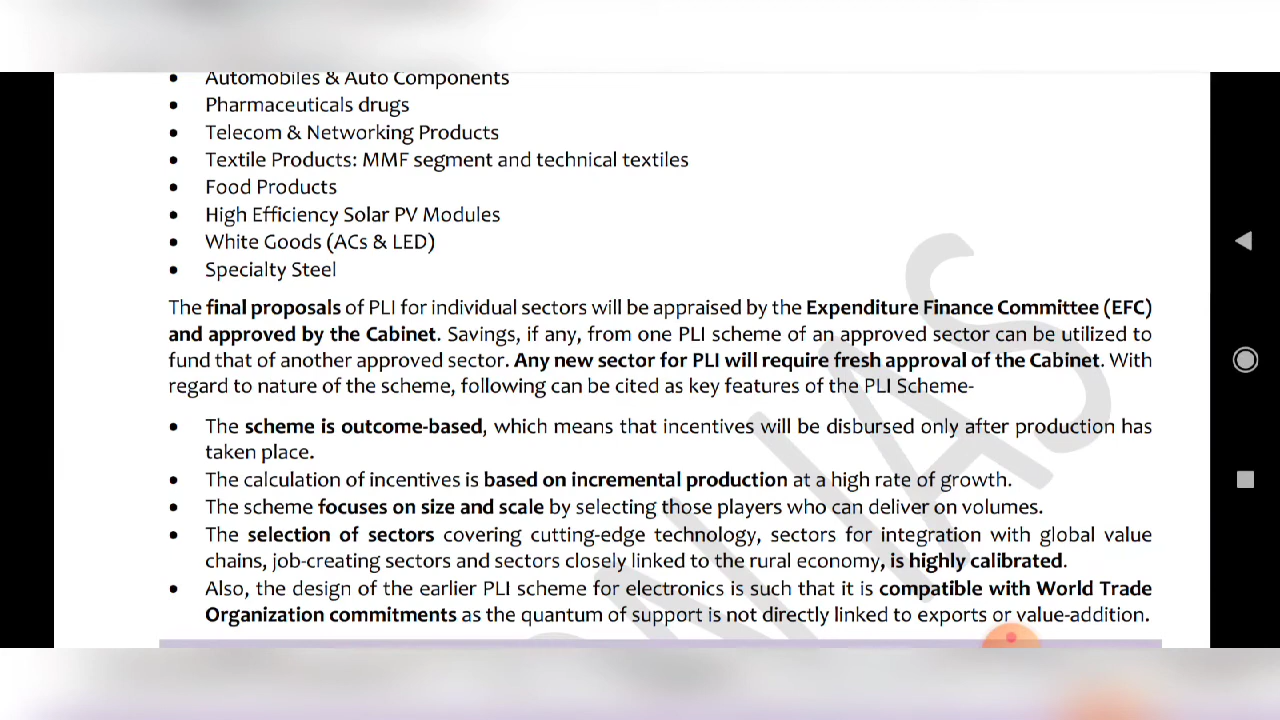 • Automobiles & Auto Components
• Pharmaceuticals drugs
• Telecom & Networking Products
• Textile Products: MMF segment and technical textiles
• Food Products
• High Efficiency Solar PV Modules
• White Goods (ACs & LED)
• Specialty Steel
The final proposals of PLI for individual sectors will be appraised by the Expenditure Finance Committee (EFC)
and approved by the Cabinet. Savings, if any, from one PLI scheme of an approved sector can be utilized to
fund that of another approved sector. Any new sector for PLI will require fresh approval of the Cabinet. With
regard to nature of the scheme, following can be cited as key features of the PLI Scheme-
• The scheme is outcome-based, which means that incentives will be disbursed only after production has
taken place.
• The calculation of incentives is based on incremental production at a high rate of growth.
• The scheme focuses on size and scale by selecting those players who can deliver on volumes.
• The selection of sectors covering cutting-edge technology, sectors for integration with global value
chains, job-creating sectors and sectors closely linked to the rural economy, is highly calibrated.
• Also, the design of the earlier PLI scheme for electronics is such that it is compatible with World Trade
Organization commitments as the quantum of support is not directly linked to exports or value-addition.
IAS